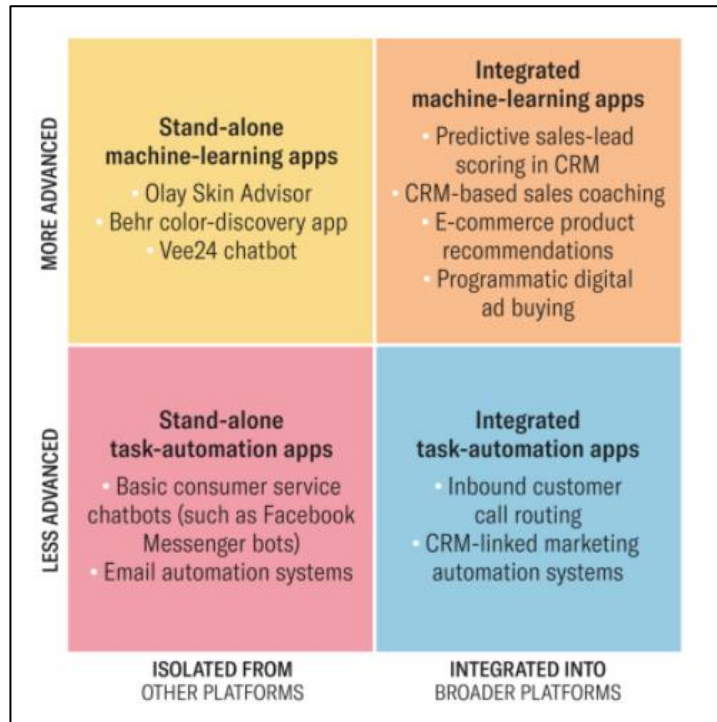 MORE ADVANCED
Stand-alone
machine-learning apps
• Olay Skin Advisor
• Behr color-discovery app
• Vee24 chatbot
Integrated
machine-learning apps
• Predictive sales-lead
scoring in CRM
• CRM-based sales coaching
• E-commerce product
recommendations
• Programmatic digital
ad buying
LESS ADVANCED
Stand-alone
task-automation apps
• Basic consumer service
chatbots (such as Facebook
Messenger bots)
• Email automation systems
Integrated
task-automation apps
• Inbound customer
call routing
• CRM-linked marketing
automation systems
ISOLATED FROM
OTHER PLATFORMS
INTEGRATED INTO
BROADER PLATFORMS